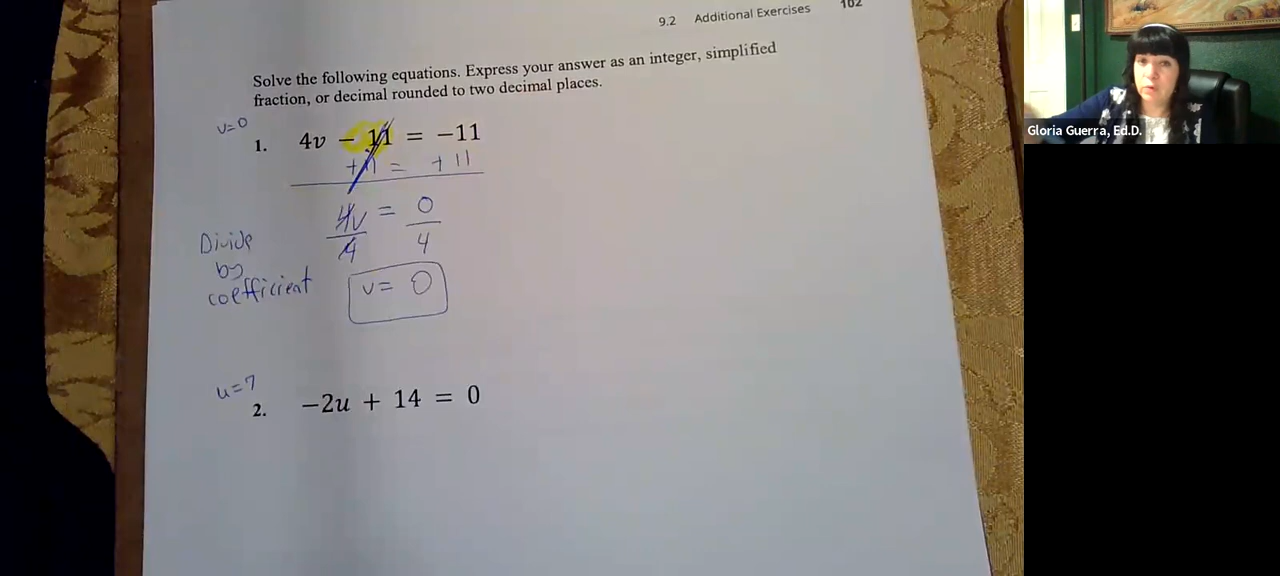 9.2 Additional Exercises 102
Solve the following equations. Express your answer as an integer, simplified
fraction, or decimal rounded to two decimal places.
v=0
1. 4v − 11 = −11
+11 = +11
4v = 0
4 4
Divide
by
coefficient
v= 0
u=7
2. −2u + 14 = 0
Gloria Guerra, Ed.D.